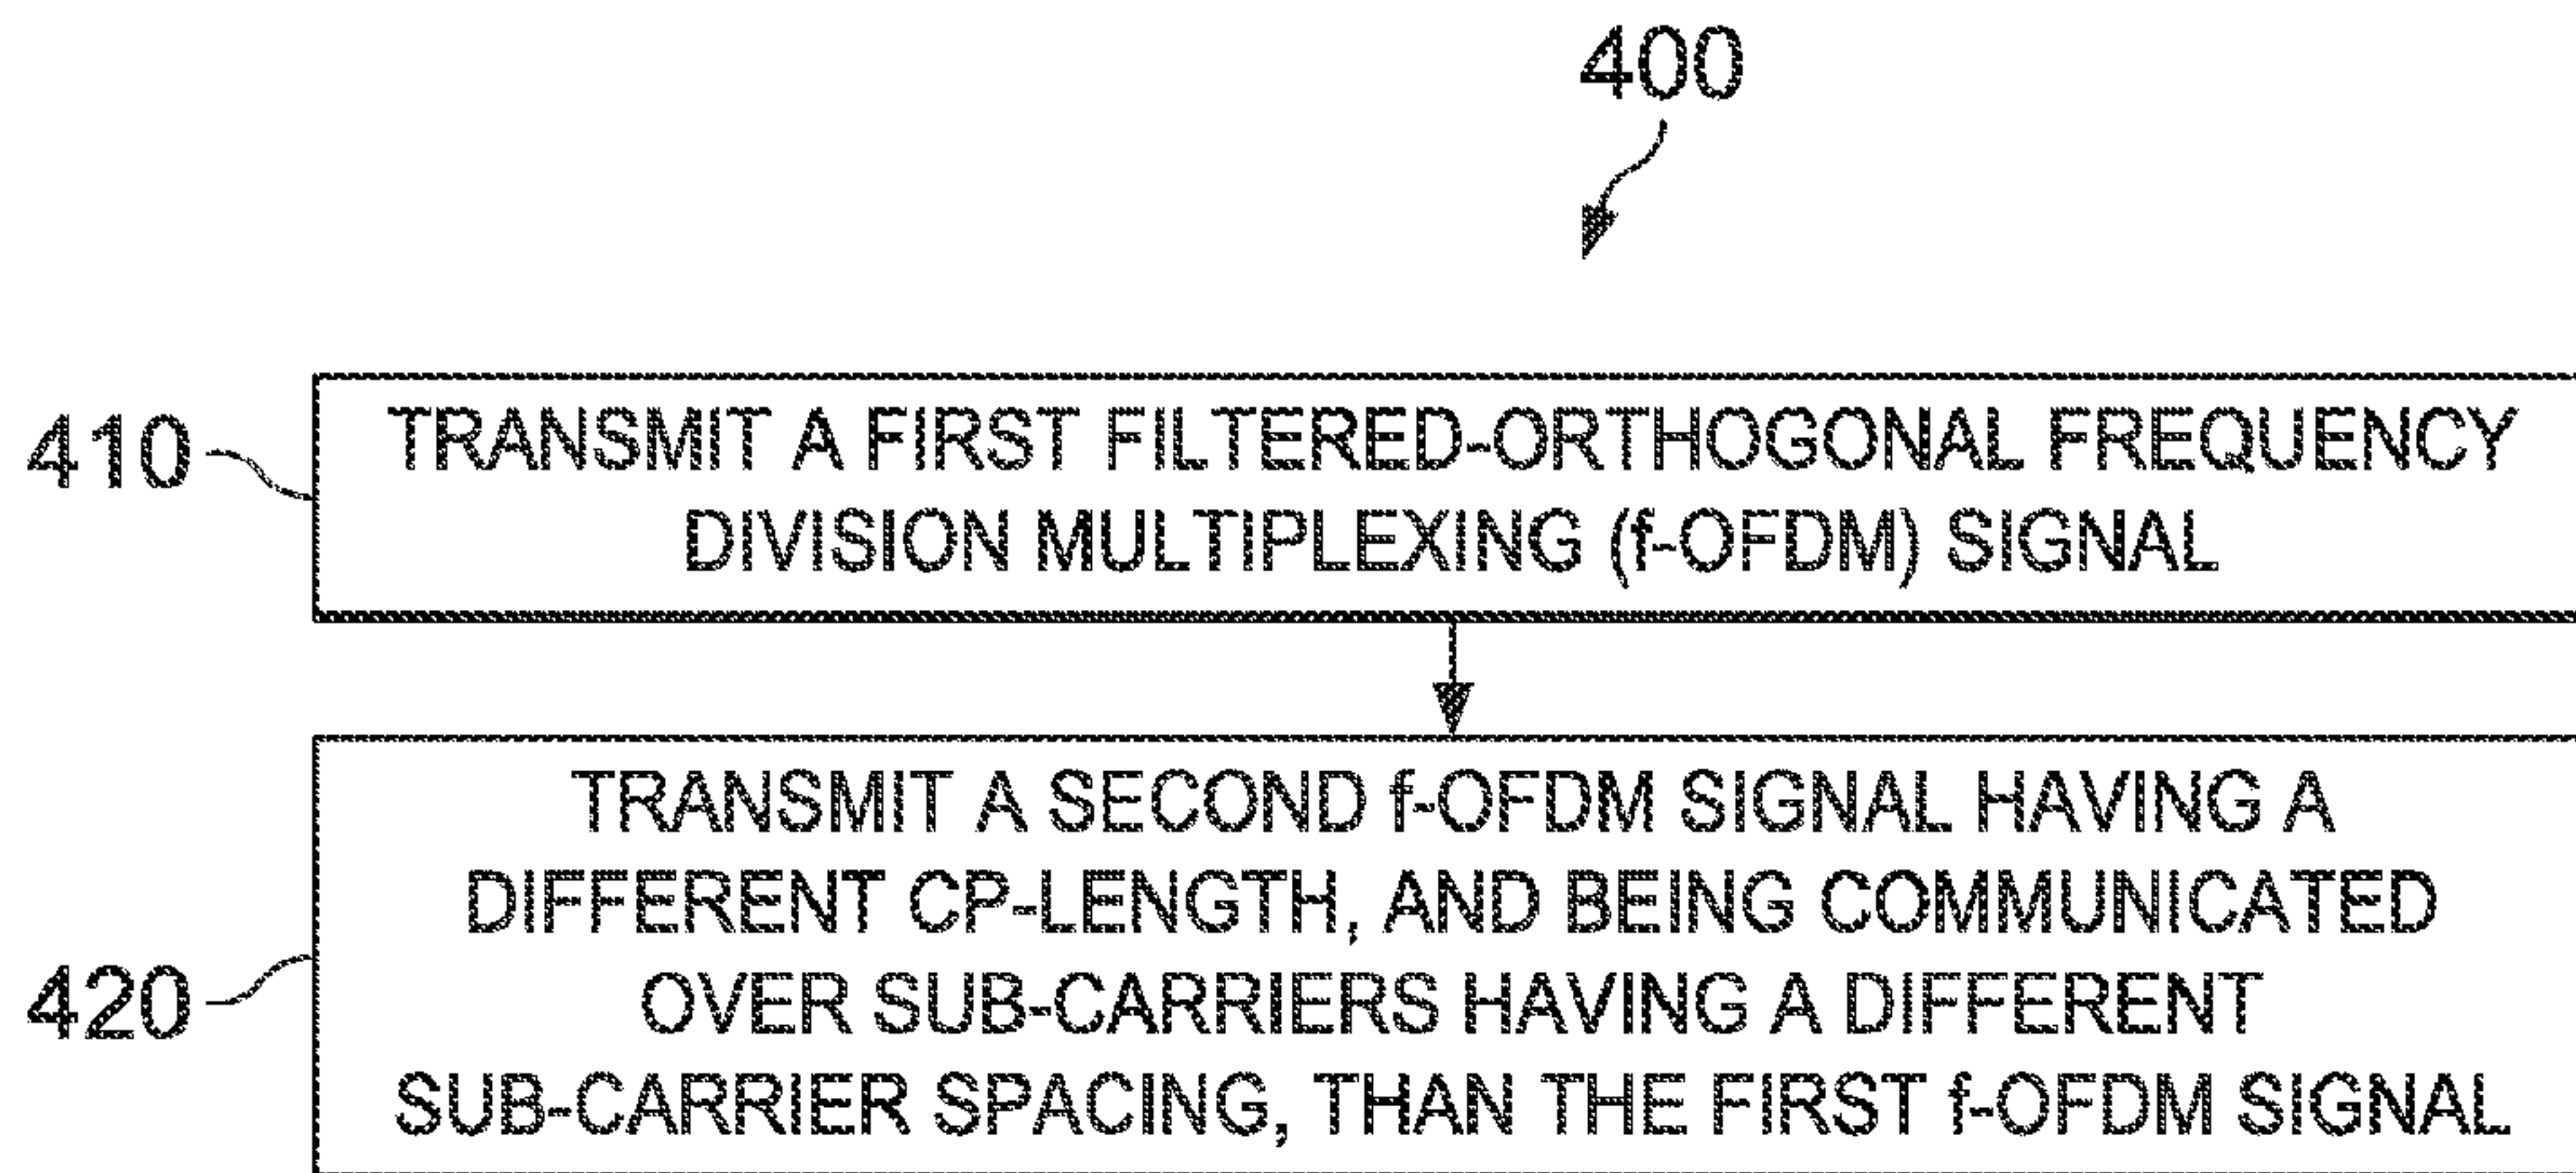 400
410
TRANSMIT A FIRST FILTERED-ORTHOGONAL FREQUENCY
DIVISION MULTIPLEXING (f-OFDM) SIGNAL
420
TRANSMIT A SECOND f-OFDM SIGNAL HAVING A
DIFFERENT CP-LENGTH, AND BEING COMMUNICATED
OVER SUB-CARRIERS HAVING A DIFFERENT
SUB-CARRIER SPACING, THAN THE FIRST f-OFDM SIGNAL